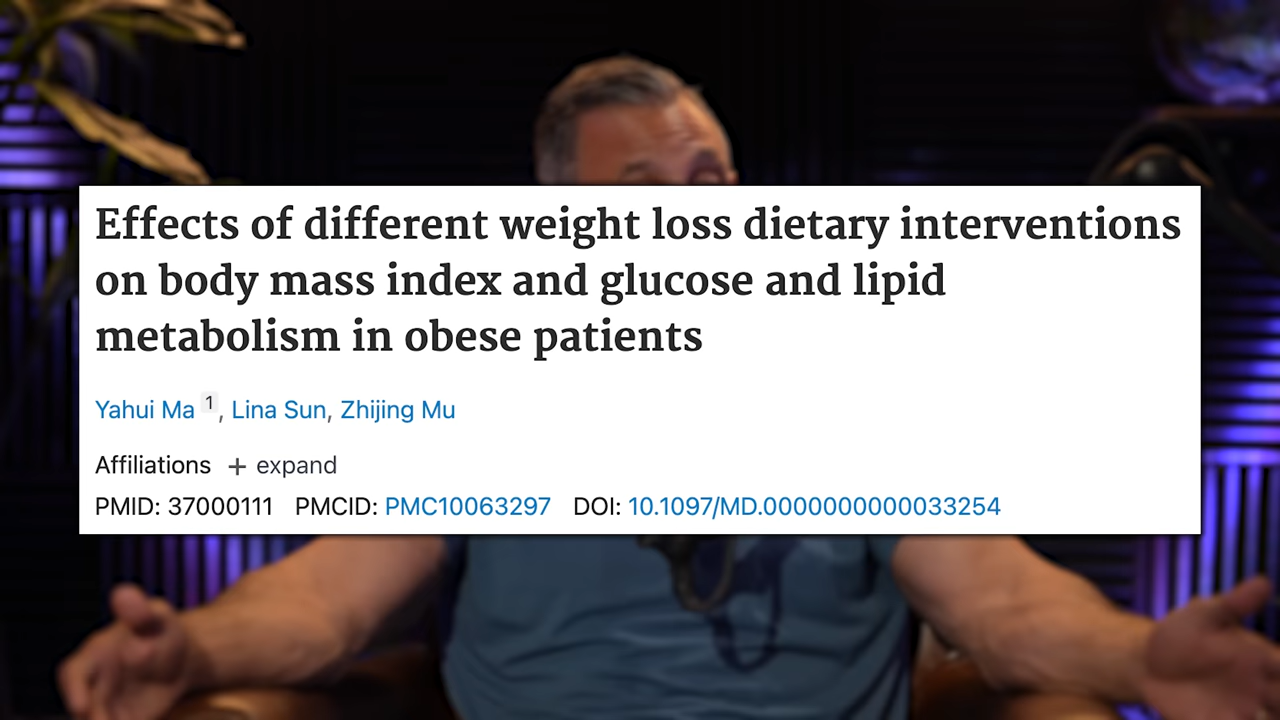 Effects of different weight loss dietary interventions
on body mass index and glucose and lipid
metabolism in obese patients
Yahui Ma 1, Lina Sun, Zhijing Mu
Affiliations + expand
PMID: 37000111 PMCID: PMC10063297 DOI: 10.1097/MD.0000000000033254